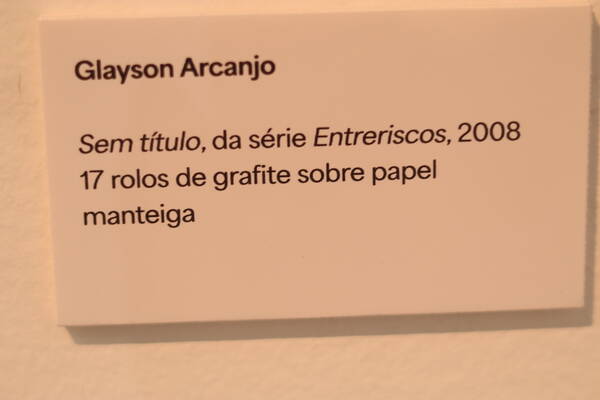 Glayson Arcanjo
Sem título, da série Entreriscos, 2008
17 rolos de grafite sobre papel
manteiga